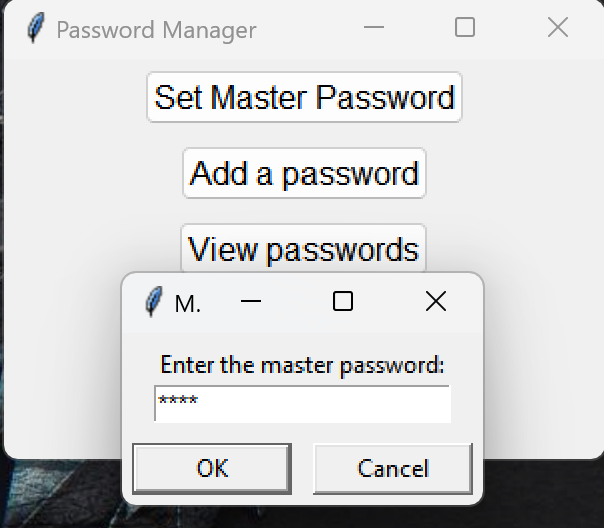 Password Manager
Set Master Password
Add a password
View passwords
M.
Enter the master password:
****
OK
Cancel